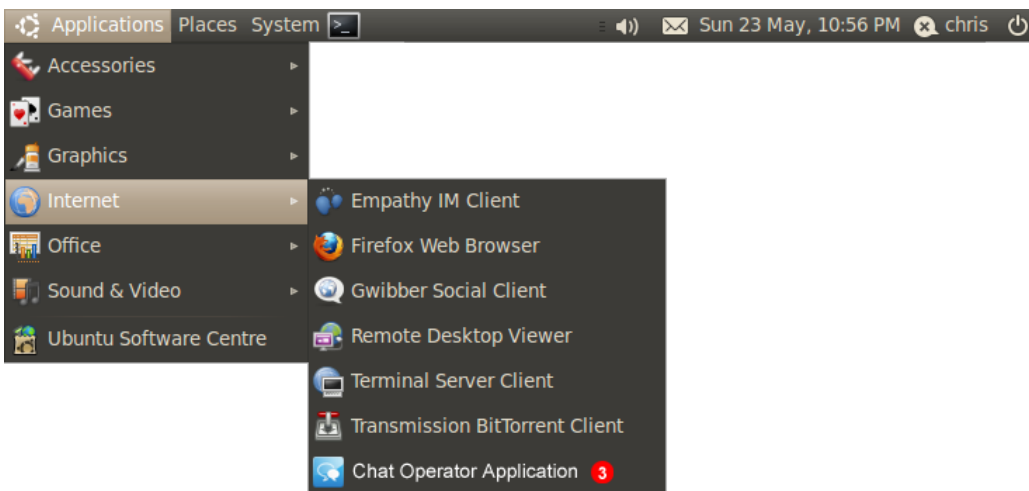 Applications Places System >_ Sun 23 May, 10:56 PM chris
Accessories
Games
Graphics
Internet
Office
Sound & Video
Ubuntu Software Centre
Empathy IM Client
Firefox Web Browser
Gwibber Social Client
Remote Desktop Viewer
Terminal Server Client
Transmission BitTorrent Client
Chat Operator Application 3